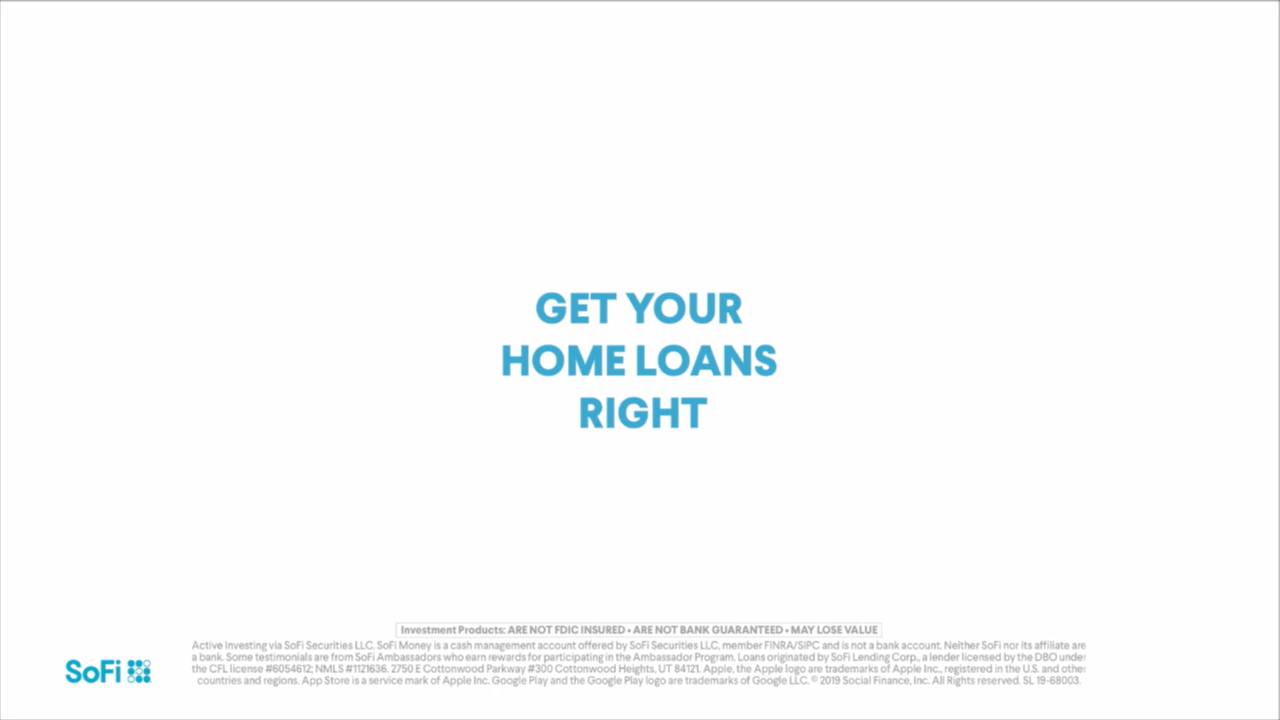 GET YOUR
HOME LOANS
RIGHT
Investment Products: ARE NOT FDIC INSURED • ARE NOT BANK GUARANTEED • MAY LOSE VALUE
Active Investing via SoFi Securities LLC. SoFi Money is a cash management account offered by SoFi Securities LLC, member FINRA/SIPC and is not a bank account. Neither SoFi nor its affiliate are
a bank. Some testimonials are from SoFi Ambassadors who earn rewards for participating in the Ambassador Program. Loans originated by SoFi Lending Corp., a lender licensed by the DBO under
the CFL license #6054612; NMLS #1121636. 2750 E Cottonwood Parkway #300 Cottonwood Heights, UT 84121. Apple, the Apple logo are trademarks of Apple Inc., registered in the U.S. and other
countries and regions. App Store is a service mark of Apple Inc. Google Play and the Google Play logo are trademarks of Google LLC. © 2019 Social Finance, Inc. All Rights reserved. SL 19-68003.
SoFi